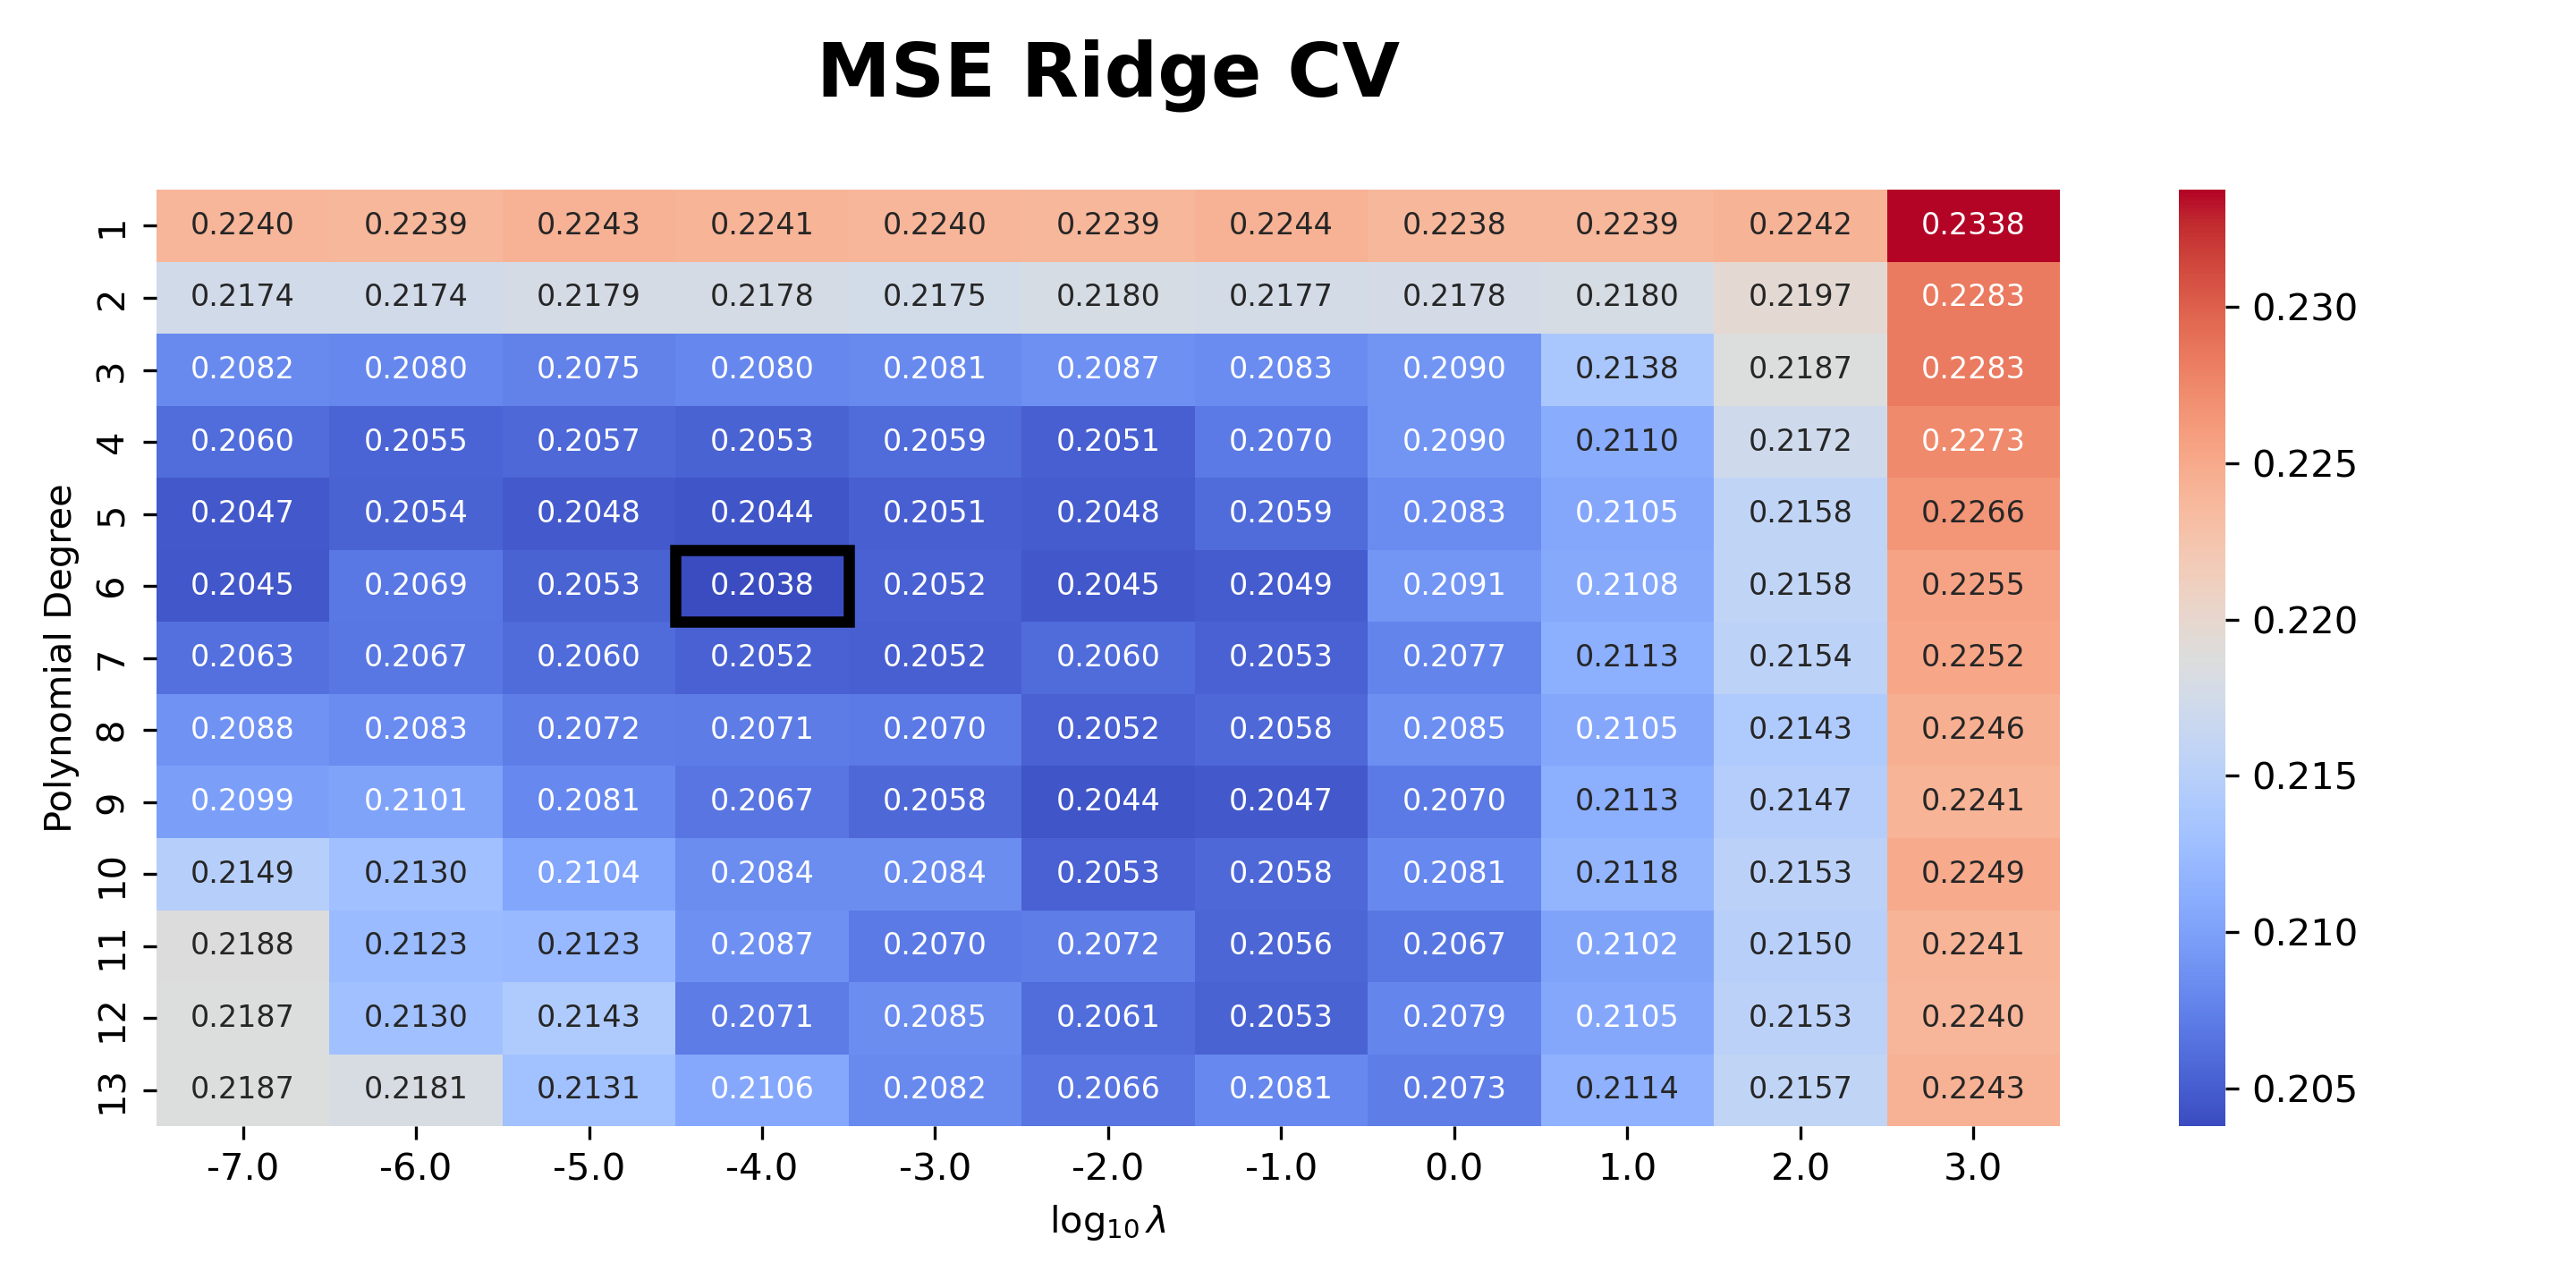 MSE Ridge CV
1 0.2240 0.2239 0.2243 0.2241 0.2240 0.2239 0.2244 0.2238 0.2239 0.2242 0.2338
2 0.2174 0.2174 0.2179 0.2178 0.2175 0.2180 0.2177 0.2178 0.2180 0.2197 0.2283
3 0.2082 0.2080 0.2075 0.2080 0.2081 0.2087 0.2083 0.2090 0.2138 0.2187 0.2283
4 0.2060 0.2055 0.2057 0.2053 0.2059 0.2051 0.2070 0.2090 0.2110 0.2172 0.2273
5 0.2047 0.2054 0.2048 0.2044 0.2051 0.2048 0.2059 0.2083 0.2105 0.2158 0.2266
6 0.2045 0.2069 0.2053 0.2038 0.2052 0.2045 0.2049 0.2091 0.2108 0.2158 0.2255
7 0.2063 0.2067 0.2060 0.2052 0.2052 0.2060 0.2053 0.2077 0.2113 0.2154 0.2252
8 0.2088 0.2083 0.2072 0.2071 0.2070 0.2052 0.2058 0.2085 0.2105 0.2143 0.2246
9 0.2099 0.2101 0.2081 0.2067 0.2058 0.2044 0.2047 0.2070 0.2113 0.2147 0.2241
10 0.2149 0.2130 0.2104 0.2084 0.2084 0.2053 0.2058 0.2081 0.2118 0.2153 0.2249
11 0.2188 0.2123 0.2123 0.2087 0.2070 0.2072 0.2056 0.2067 0.2102 0.2150 0.2241
12 0.2187 0.2130 0.2143 0.2071 0.2085 0.2061 0.2053 0.2079 0.2105 0.2153 0.2240
13 0.2187 0.2181 0.2131 0.2106 0.2082 0.2066 0.2081 0.2073 0.2114 0.2157 0.2243
-7.0 -6.0 -5.0 -4.0 -3.0 -2.0 -1.0 0.0 1.0 2.0 3.0
log₁₀ λ
Polynomial Degree
0.230
0.225
0.220
0.215
0.210
0.205